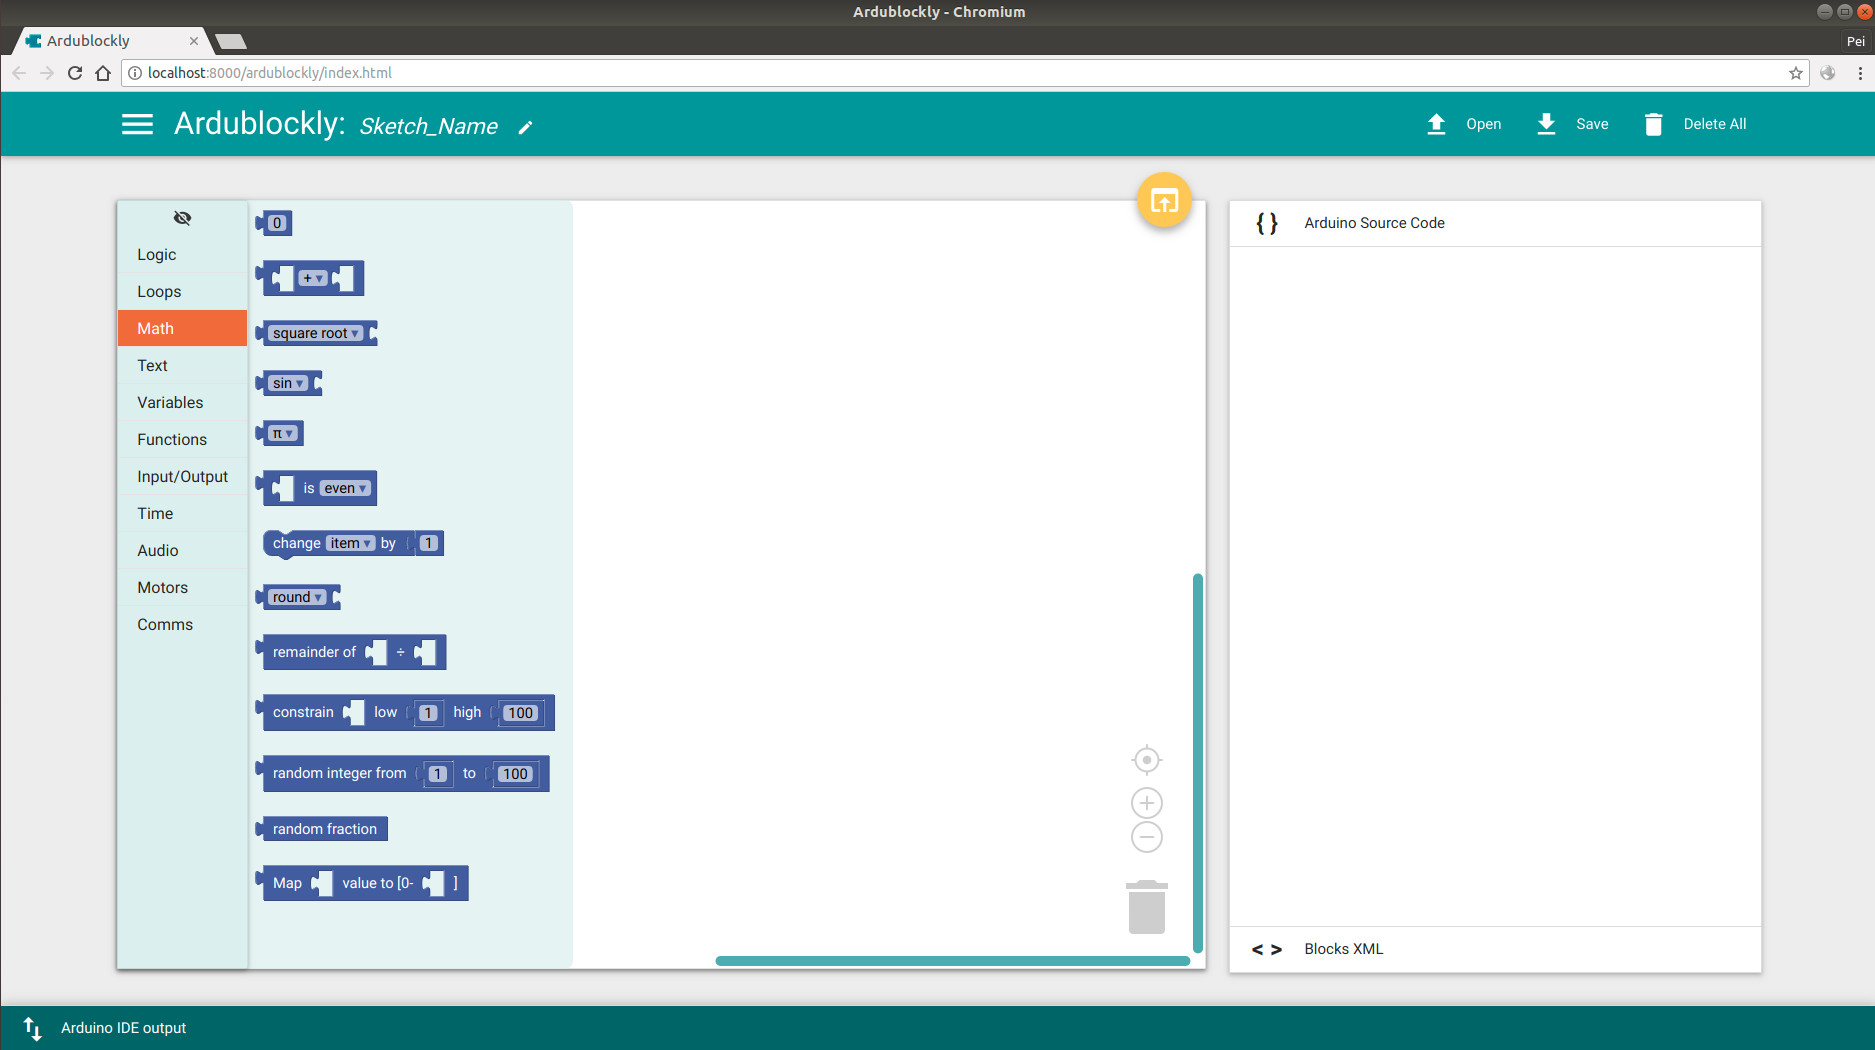 Ardublockly - Chromium
Ardublockly
Pei
localhost:8000/ardublockly/index.html
Ardublockly: Sketch_Name
Open
Save
Delete All
Logic
Loops
Math
Text
Variables
Functions
Input/Output
Time
Audio
Motors
Comms
0
+
square root
sin
π
is even
change item by 1
round
remainder of ÷
constrain low 1 high 100
random integer from 1 to 100
random fraction
Map value to [0- ]
{ } Arduino Source Code
< > Blocks XML
Arduino IDE output